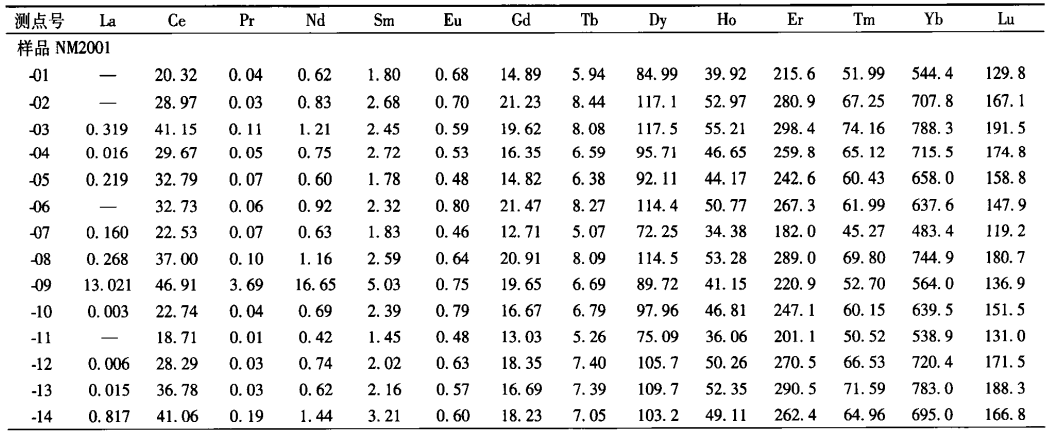 测点号 La Ce Pr Nd Sm Eu Gd Tb Dy Ho Er Tm Yb Lu
样品 NM2001
-01 — 20.32 0.04 0.62 1.80 0.68 14.89 5.94 84.99 39.92 215.6 51.99 544.4 129.8
-02 — 28.97 0.03 0.83 2.68 0.70 21.23 8.44 117.1 52.97 280.9 67.25 707.8 167.1
-03 0.319 41.15 0.11 1.21 2.45 0.59 19.62 8.08 117.5 55.21 298.4 74.16 788.3 191.5
-04 0.016 29.67 0.05 0.75 2.72 0.53 16.35 6.59 95.71 46.65 259.8 65.12 715.5 174.8
-05 0.219 32.79 0.07 0.60 1.78 0.48 14.82 6.38 92.11 44.17 242.6 60.43 658.0 158.8
-06 — 32.73 0.06 0.92 2.32 0.80 21.47 8.27 114.4 50.77 267.3 61.99 637.6 147.9
-07 0.160 22.53 0.07 0.63 1.83 0.46 12.71 5.07 72.25 34.38 182.0 45.27 483.4 119.2
-08 0.268 37.00 0.10 1.16 2.59 0.64 20.91 8.09 114.5 53.28 289.0 69.80 744.9 180.7
-09 13.021 46.91 3.69 16.65 5.03 0.75 19.65 6.69 89.72 41.15 220.9 52.70 564.0 136.9
-10 0.003 22.74 0.04 0.69 2.39 0.79 16.67 6.79 97.96 46.81 247.1 60.15 639.5 151.5
-11 — 18.71 0.01 0.42 1.45 0.48 13.03 5.26 75.09 36.06 201.1 50.52 538.9 131.0
-12 0.006 28.29 0.03 0.74 2.02 0.63 18.35 7.40 105.7 50.26 270.5 66.53 720.4 171.5
-13 0.015 36.78 0.03 0.62 2.16 0.57 16.69 7.39 109.7 52.35 290.5 71.59 783.0 188.3
-14 0.817 41.06 0.19 1.44 3.21 0.60 18.23 7.05 103.2 49.11 262.4 64.96 695.0 166.8